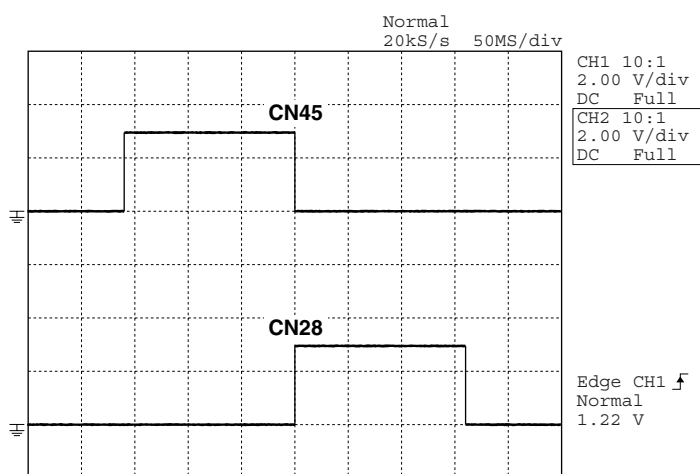 Normal
20kS/s 50MS/div
CH1 10:1
2.00 V/div
DC Full
CH2 10:1
2.00 V/div
DC Full
CN45
CN28
Edge CH1
Normal
1.22 V